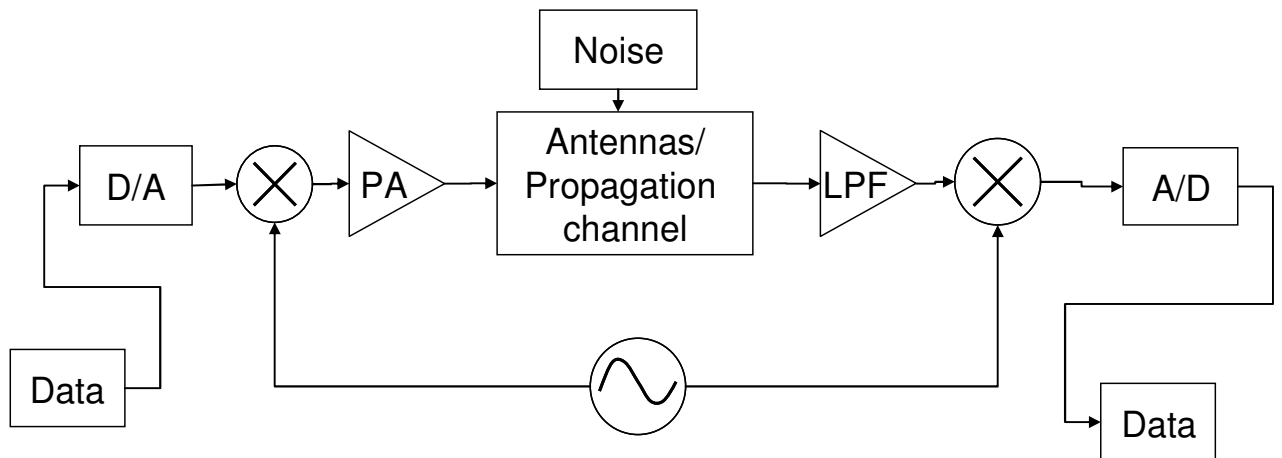 Noise
D/A
PA
Antennas/
Propagation
channel
LPF
A/D
Data
Data